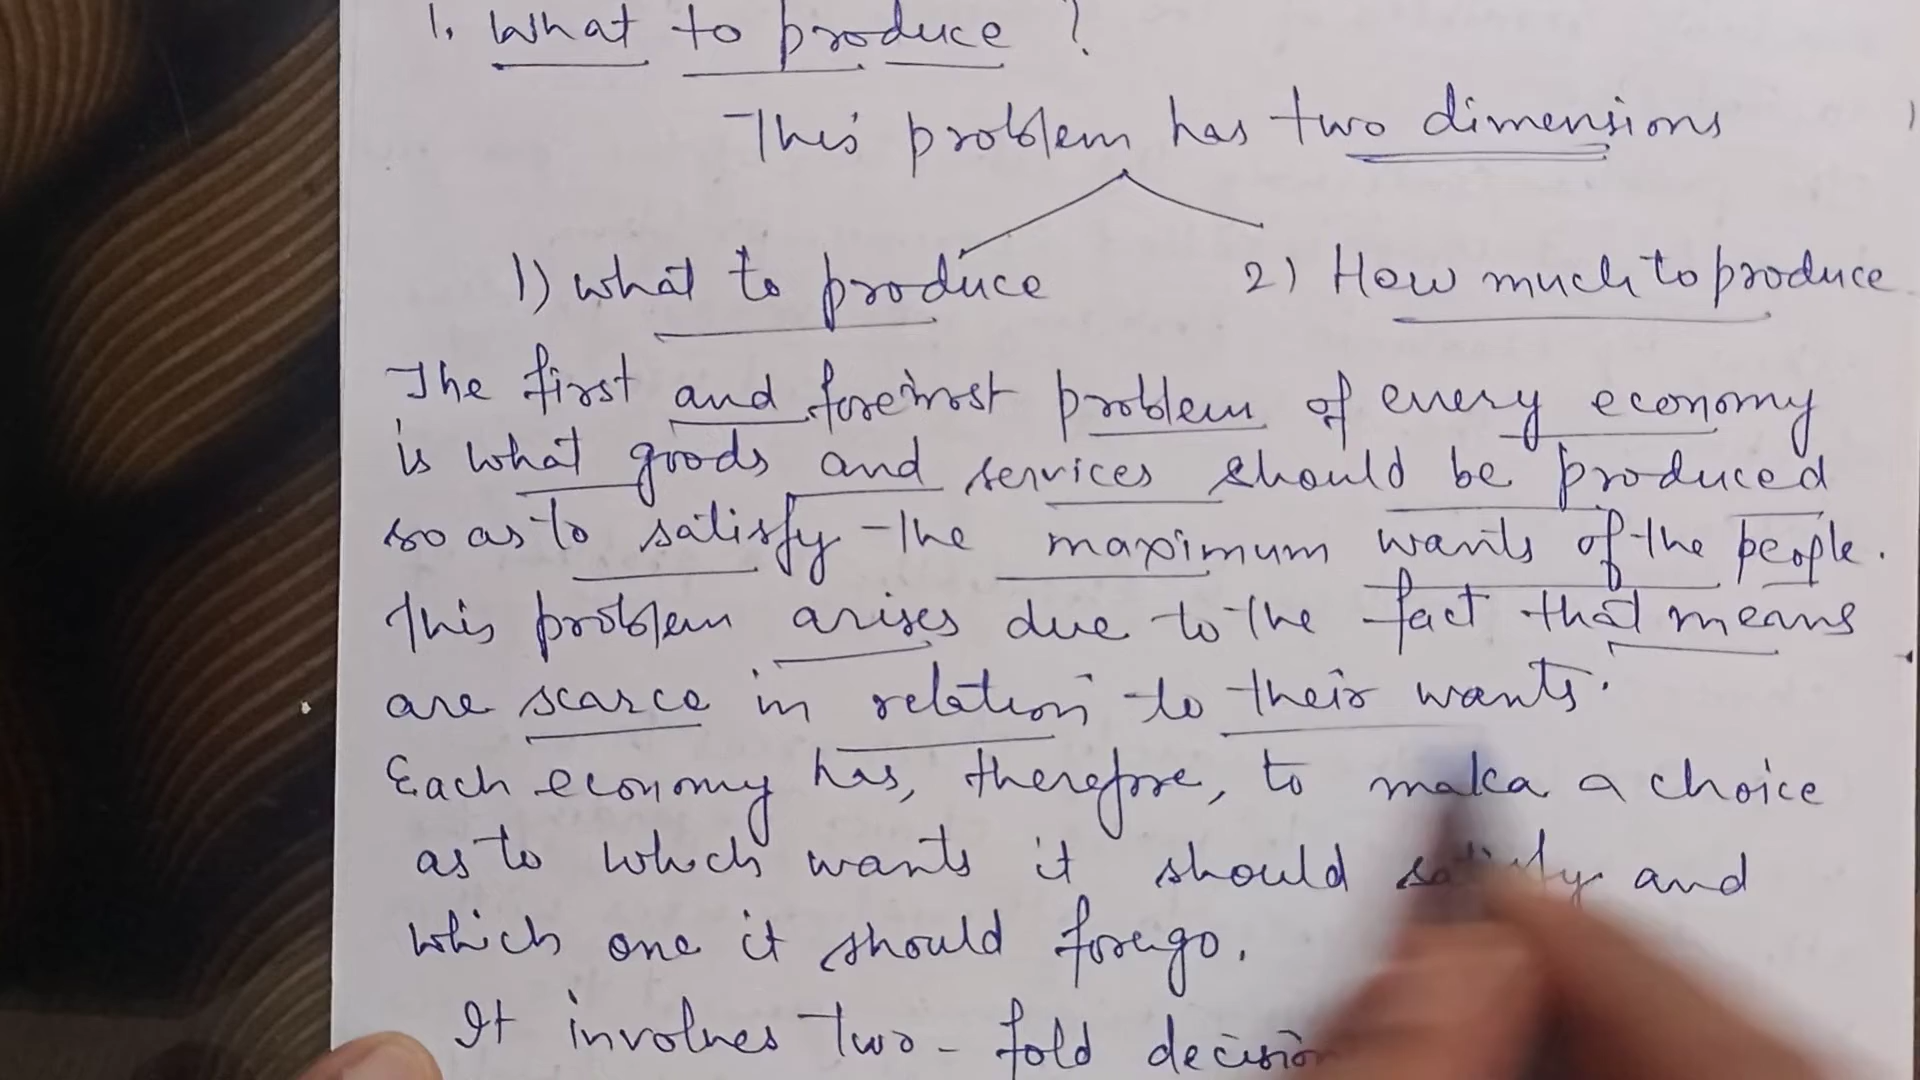 1. What to produce ?
This problem has two dimensions
1) what to produce 2) How much to produce
The first and foremost problem of every economy
is what goods and services should be produced
so as to satisfy the maximum wants of the people.
This problem arises due to the fact that means
are scarce in relation to their wants.
Each economy has, therefore, to make a choice
as to which wants it should satisfy and
which one it should forego.
It involves two-fold decision